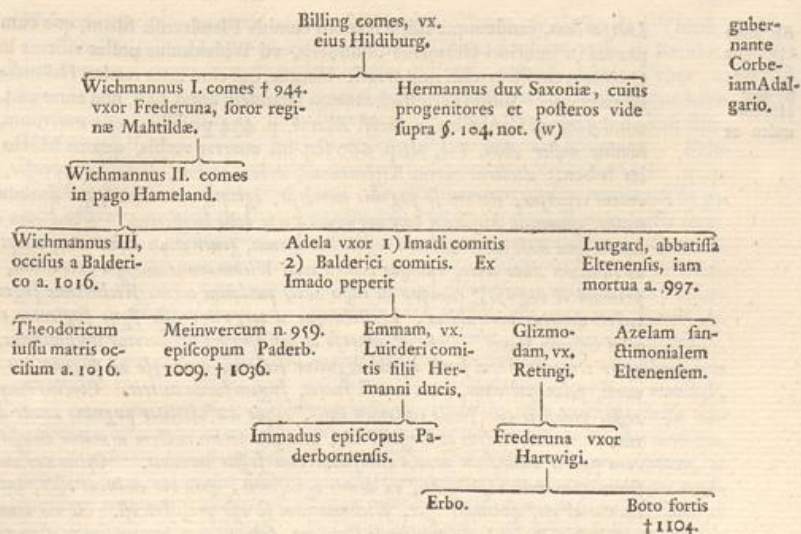 Billing comes, vx.
eius Hildiburg.
guber-
nante
Corbe-
iamAdal-
gario.
Wichmannus I. comes † 944.
vxor Frederuna, ſoror regi-
næ Mahtildæ.
Hermannus dux Saxoniæ, cuius
progenitores et poſteros vide
ſupra §. 104. not. (w)
Wichmannus II. comes
in pago Hameland.
Wichmannus III,
occiſus a Balderi-
co a. 1016.
Adela vxor 1) Imadi comitis
2) Balderici comitis. Ex
Imado peperit
Lutgard, abbatiſſa
Eltenenſis, iam
mortua a. 997.
Theodoricum
iuſſu matris oc-
ciſum a. 1016.
Meinwercum n. 959.
epiſcopum Paderb.
1009. † 1036.
Emmam, vx.
Luitderi comi-
tis filii Her-
manni ducis,
Glizmo-
dam, vx.
Retingi.
Azelam ſan-
ctimonialem
Eltenenſem.
Immadus epiſcopus Pa-
derbornenſis.
Frederuna vxor
Hartwigi.
Erbo.
Boto fortis
† 1104.